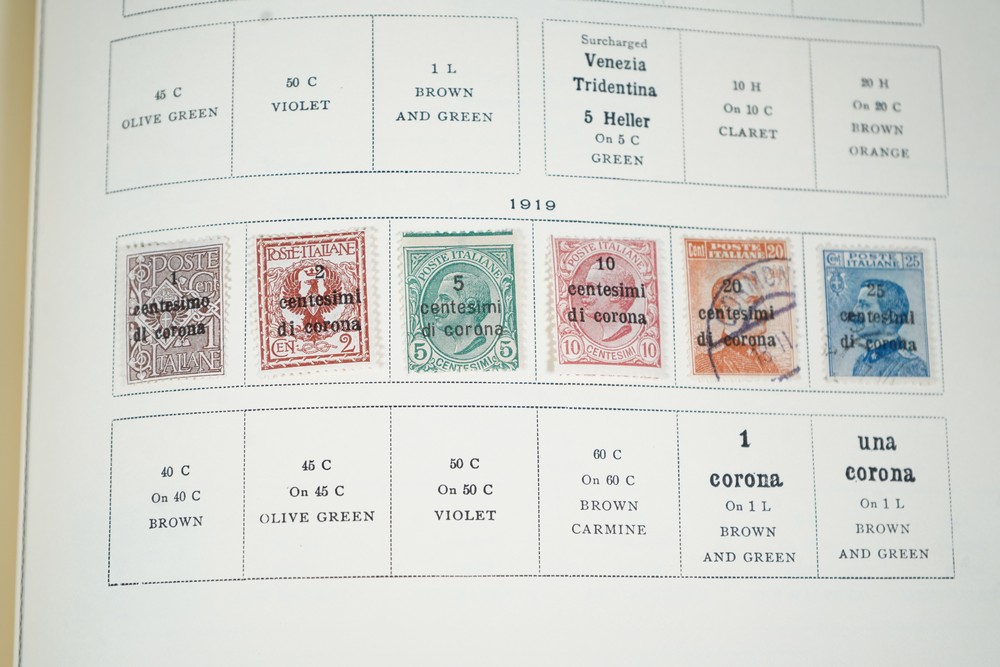 45 C
OLIVE GREEN
50 C
VIOLET
1 L
BROWN
AND GREEN
Surcharged
Venezia
Tridentina
5 Heller
On 5 C
GREEN
10 H
On 10 C
CLARET
20 H
On 20 C
BROWN
ORANGE
1919
POSTE
1
centesimo
di corona
1
ITALIANE
POSTE ITALIANE
2
centesimi
di corona
CEN 2
POSTE ITALIANE
5
centesimi
di corona
5 CENTESIMI 5
POSTE ITALIANE
10
centesimi
di corona
10 CENTESIMI 10
Cent POSTE ITALIANE 20
20
centesimi
di corona
POSTE ITALIANE 25
25
centesimi
di corona
40 C
On 40 C
BROWN
45 C
On 45 C
OLIVE GREEN
50 C
On 50 C
VIOLET
60 C
On 60 C
BROWN
CARMINE
1
corona
On 1 L
BROWN
AND GREEN
una
corona
On 1 L
BROWN
AND GREEN